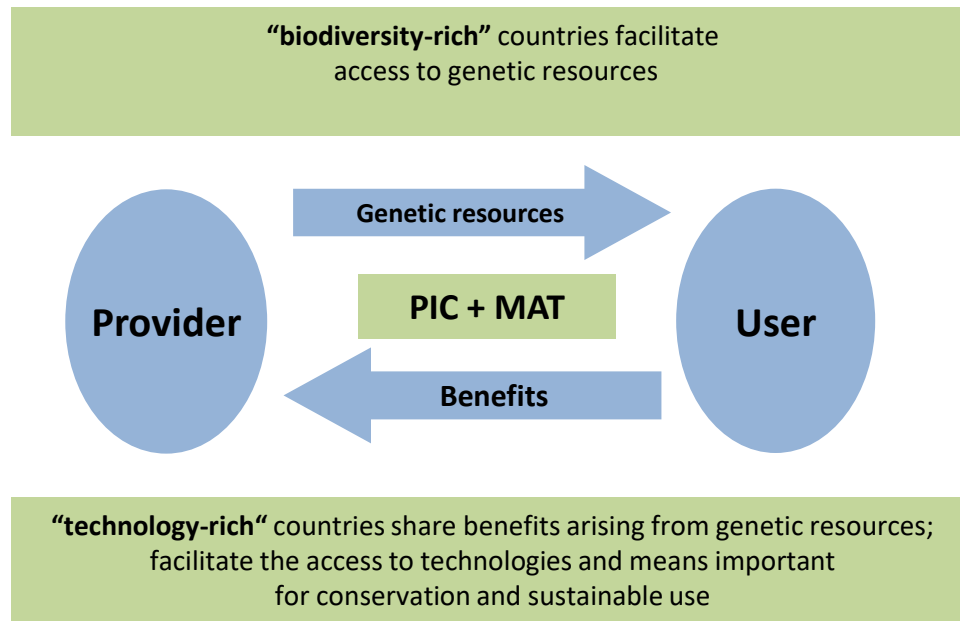 “biodiversity-rich” countries facilitate
access to genetic resources
Genetic resources
Provider
PIC + MAT
User
Benefits
“technology-rich“ countries share benefits arising from genetic resources;
facilitate the access to technologies and means important
for conservation and sustainable use